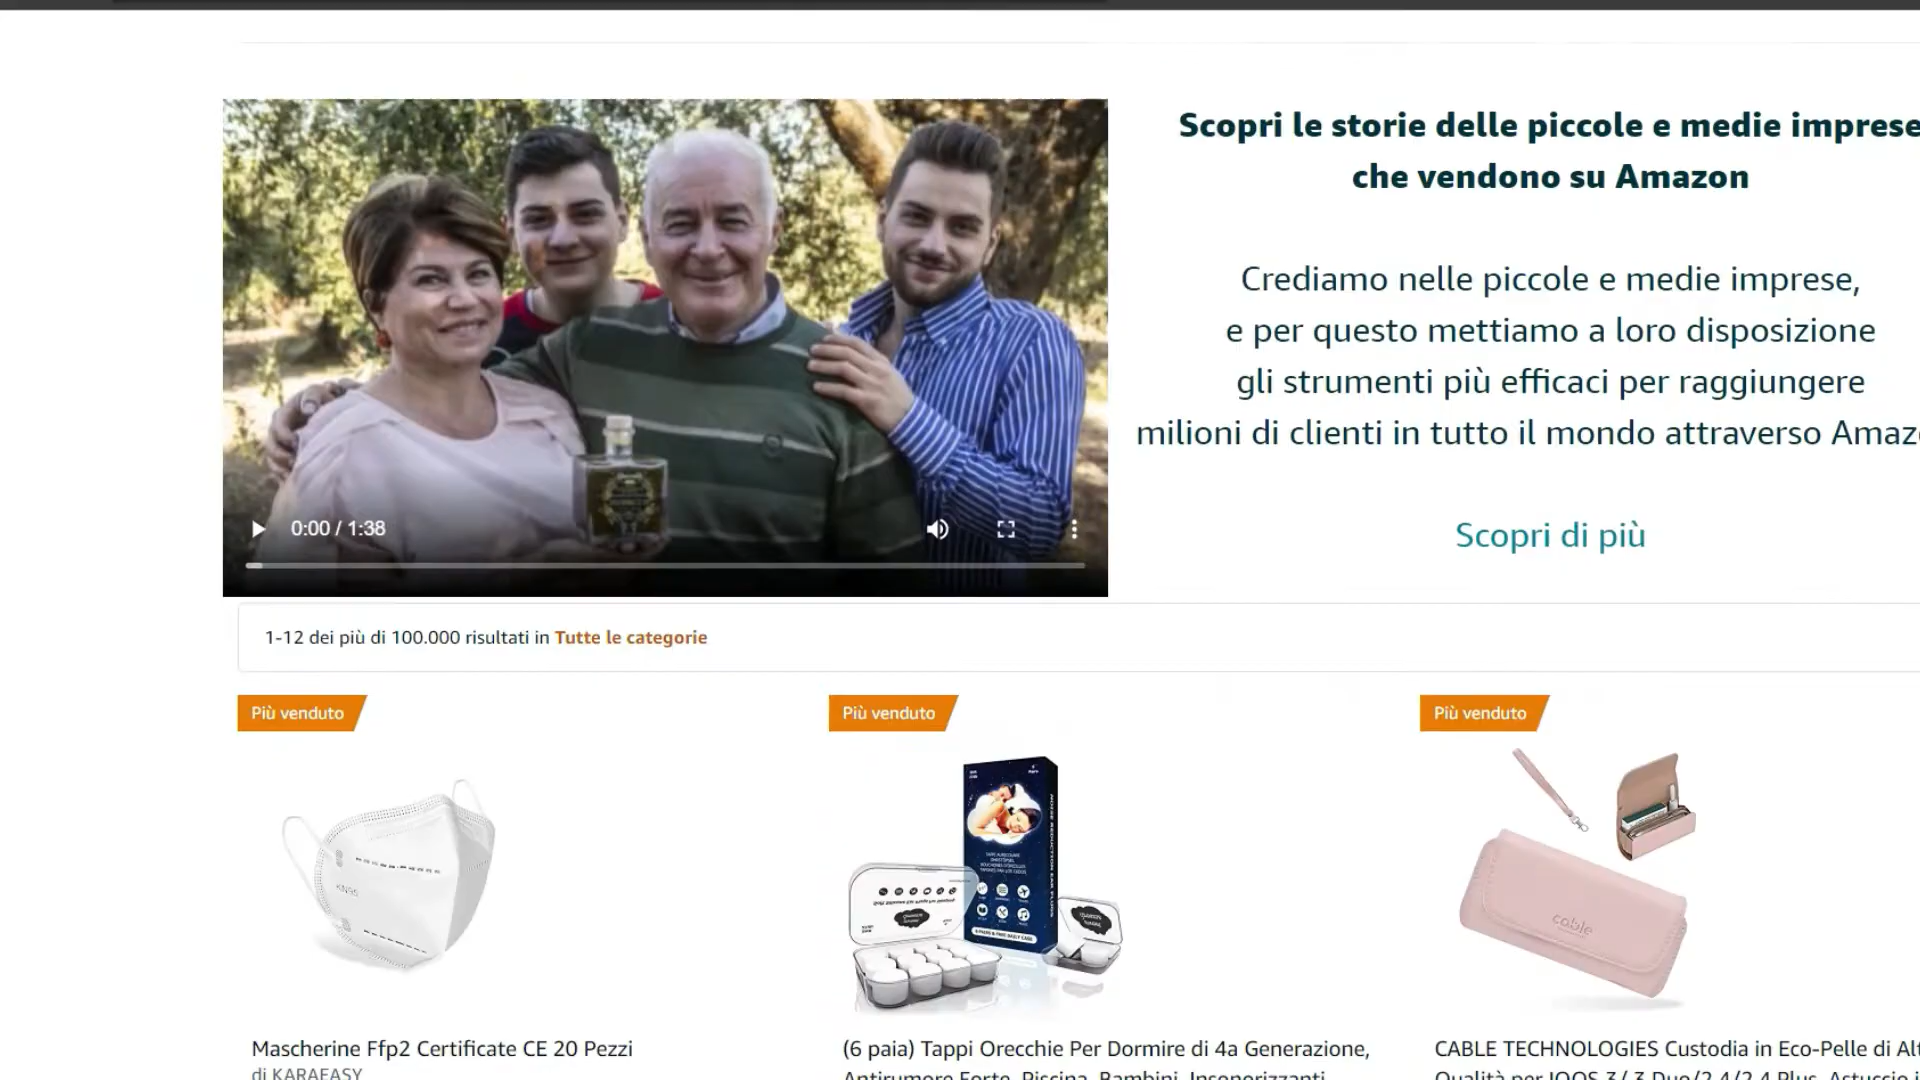 Scopri le storie delle piccole e medie imprese
che vendono su Amazon
Crediamo nelle piccole e medie imprese,
e per questo mettiamo a loro disposizione
gli strumenti più efficaci per raggiungere
milioni di clienti in tutto il mondo attraverso
Scopri di più
0:00 / 1:38
1-12 dei più di 100.000 risultati in Tutte le categorie
Più venduto
Più venduto
Più venduto
KN95
cable
Mascherine Ffp2 Certificate CE 20 Pezzi
di KARAEASY
(6 paia) Tappi Orecchie Per Dormire di 4a Generazione,
Antirumore Forte, Piscina, Bambini, Insonorizzanti
CABLE TECHNOLOGIES Custodia in Eco-Pelle di
Qualità per IQOS 3/ 3 Duo/2.4/2.4 Plus, Astuccio